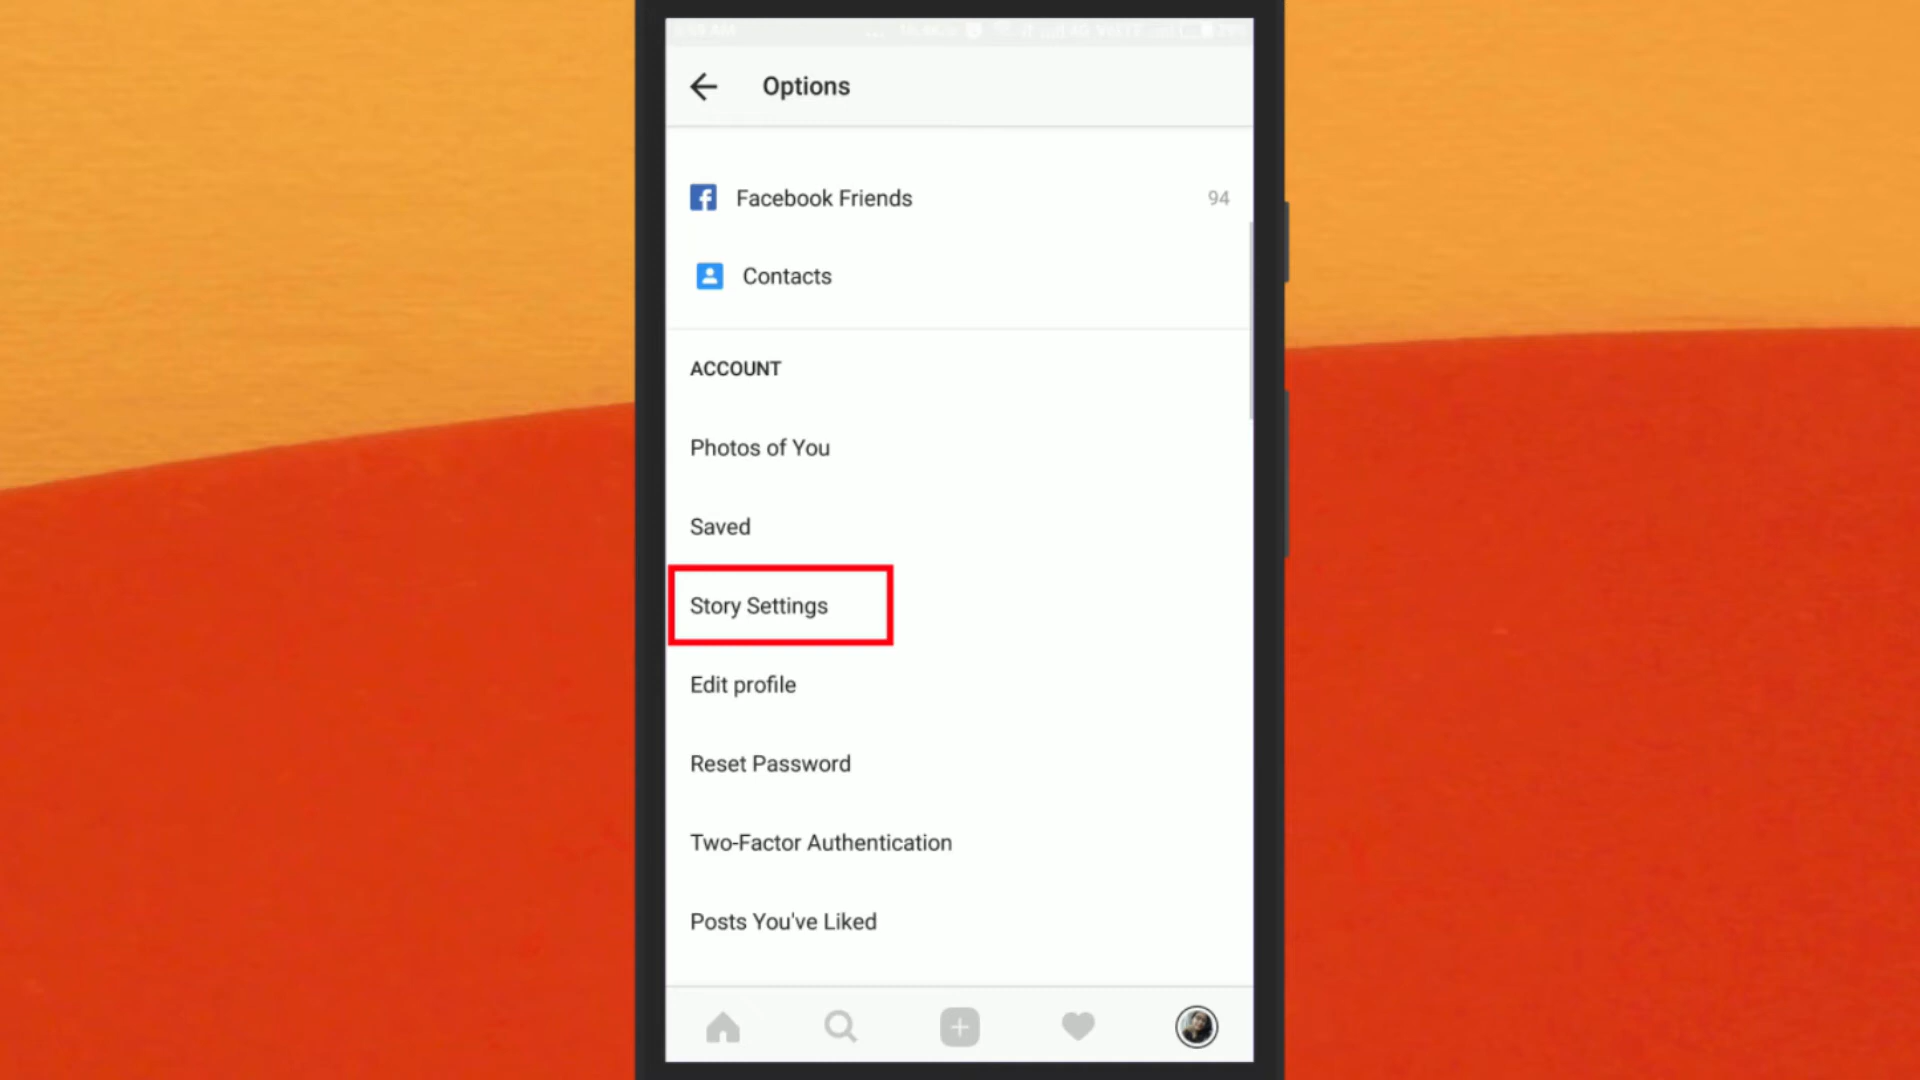 Options
Facebook Friends 94
Contacts
ACCOUNT
Photos of You
Saved
Story Settings
Edit profile
Reset Password
Two-Factor Authentication
Posts You've Liked